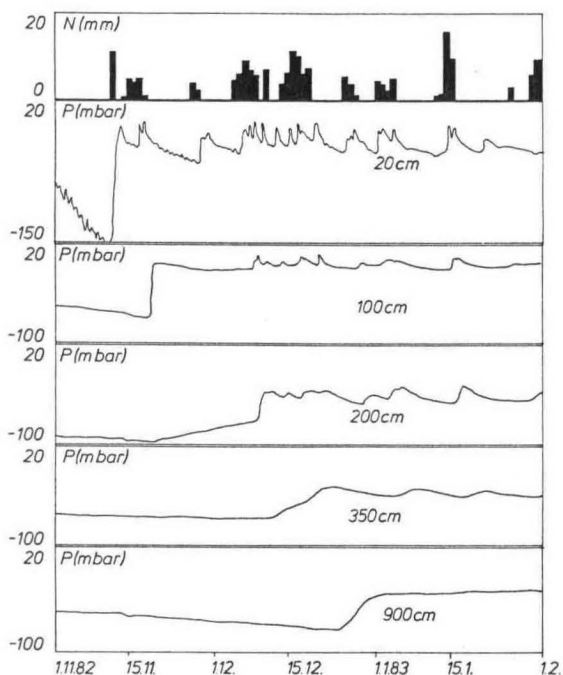 20 N (mm)
0
20 P (mbar)
20cm
-150
20 P (mbar)
100cm
-100
20 P (mbar)
200cm
-100
20 P (mbar)
350cm
-100
20 P (mbar)
900cm
-100
1.11.82 15.11. 1.12. 15.12. 1.1.83 15.1. 1.2.